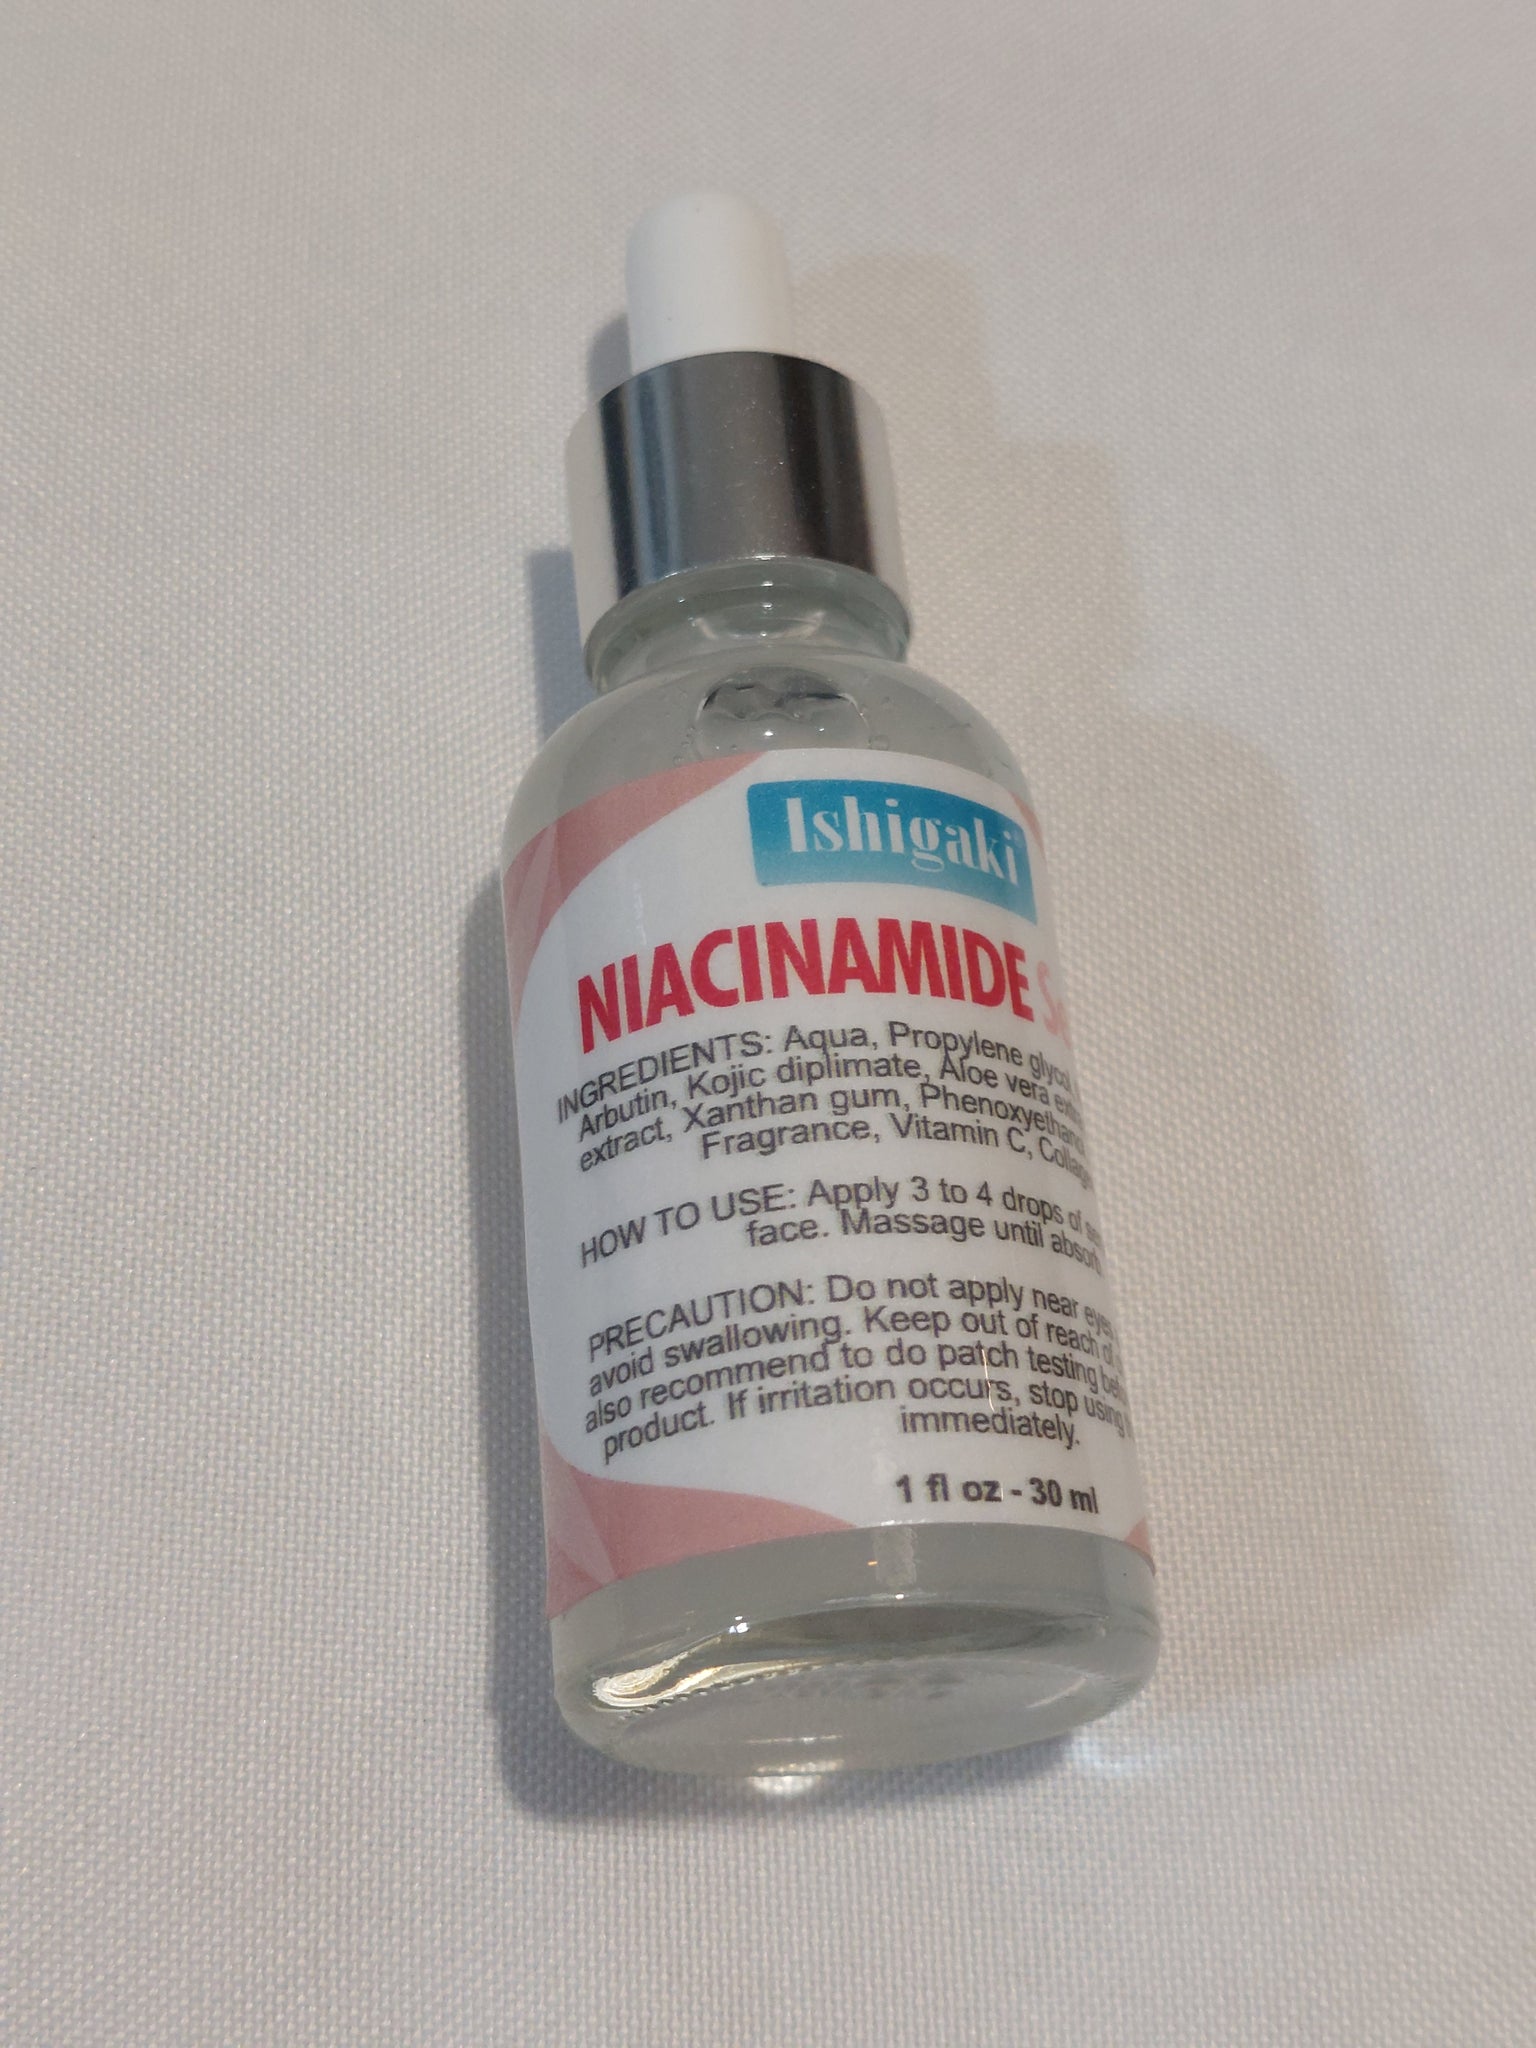 Ishigaki
NIACINAMIDE
INGREDIENTS: Aqua, Propylene glycol
Arbutin, Kojic diplimate, Aloe vera
extract, Xanthan gum, Phenoxyethanol
Fragrance, Vitamin C,
HOW TO USE: Apply 3 to 4 drops of
face. Massage until
PRECAUTION: Do not apply near eyes
avoid swallowing. Keep out of reach of
also recommend to do patch testing
product. If irritation occurs, stop using
immediately.
1 fl oz - 30 ml